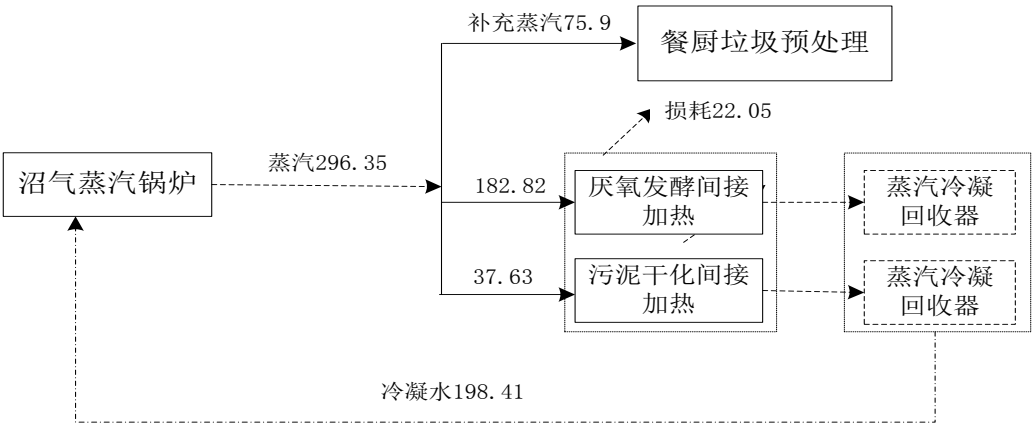 补充蒸汽75.9
餐厨垃圾预处理
损耗22.05
蒸汽296.35
沼气蒸汽锅炉
182.82
厌氧发酵间接
加热
蒸汽冷凝
回收器
37.63
污泥干化间接
加热
蒸汽冷凝
回收器
冷凝水198.41